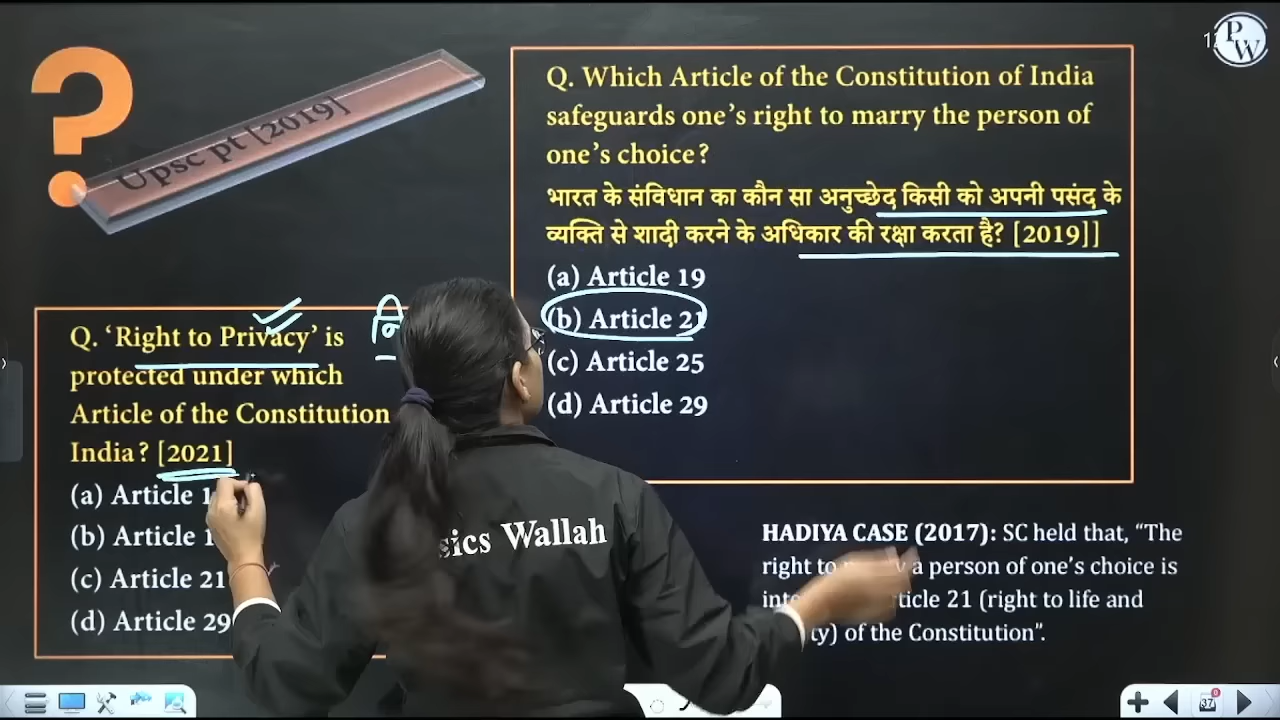 Upsc pt [2019]
Q. Which Article of the Constitution of India
safeguards one's right to marry the person of
one's choice?
भारत के संविधान का कौन सा अनुच्छेद किसी को अपनी पसंद के
व्यक्ति से शादी करने के अधिकार की रक्षा करता है? [2019]]
(a) Article 19
(b) Article 21
(c) Article 25
(d) Article 29
Q. ‘Right to Privacy’ is
protected under which
Article of the Constitution
India? [2021]
(a) Article
(b) Article
(c) Article 21
(d) Article 29
HADIYA CASE (2017): SC held that, “The
right to a person of one's choice is
Article 21 (right to life and
of the Constitution”.
Wallah
PW